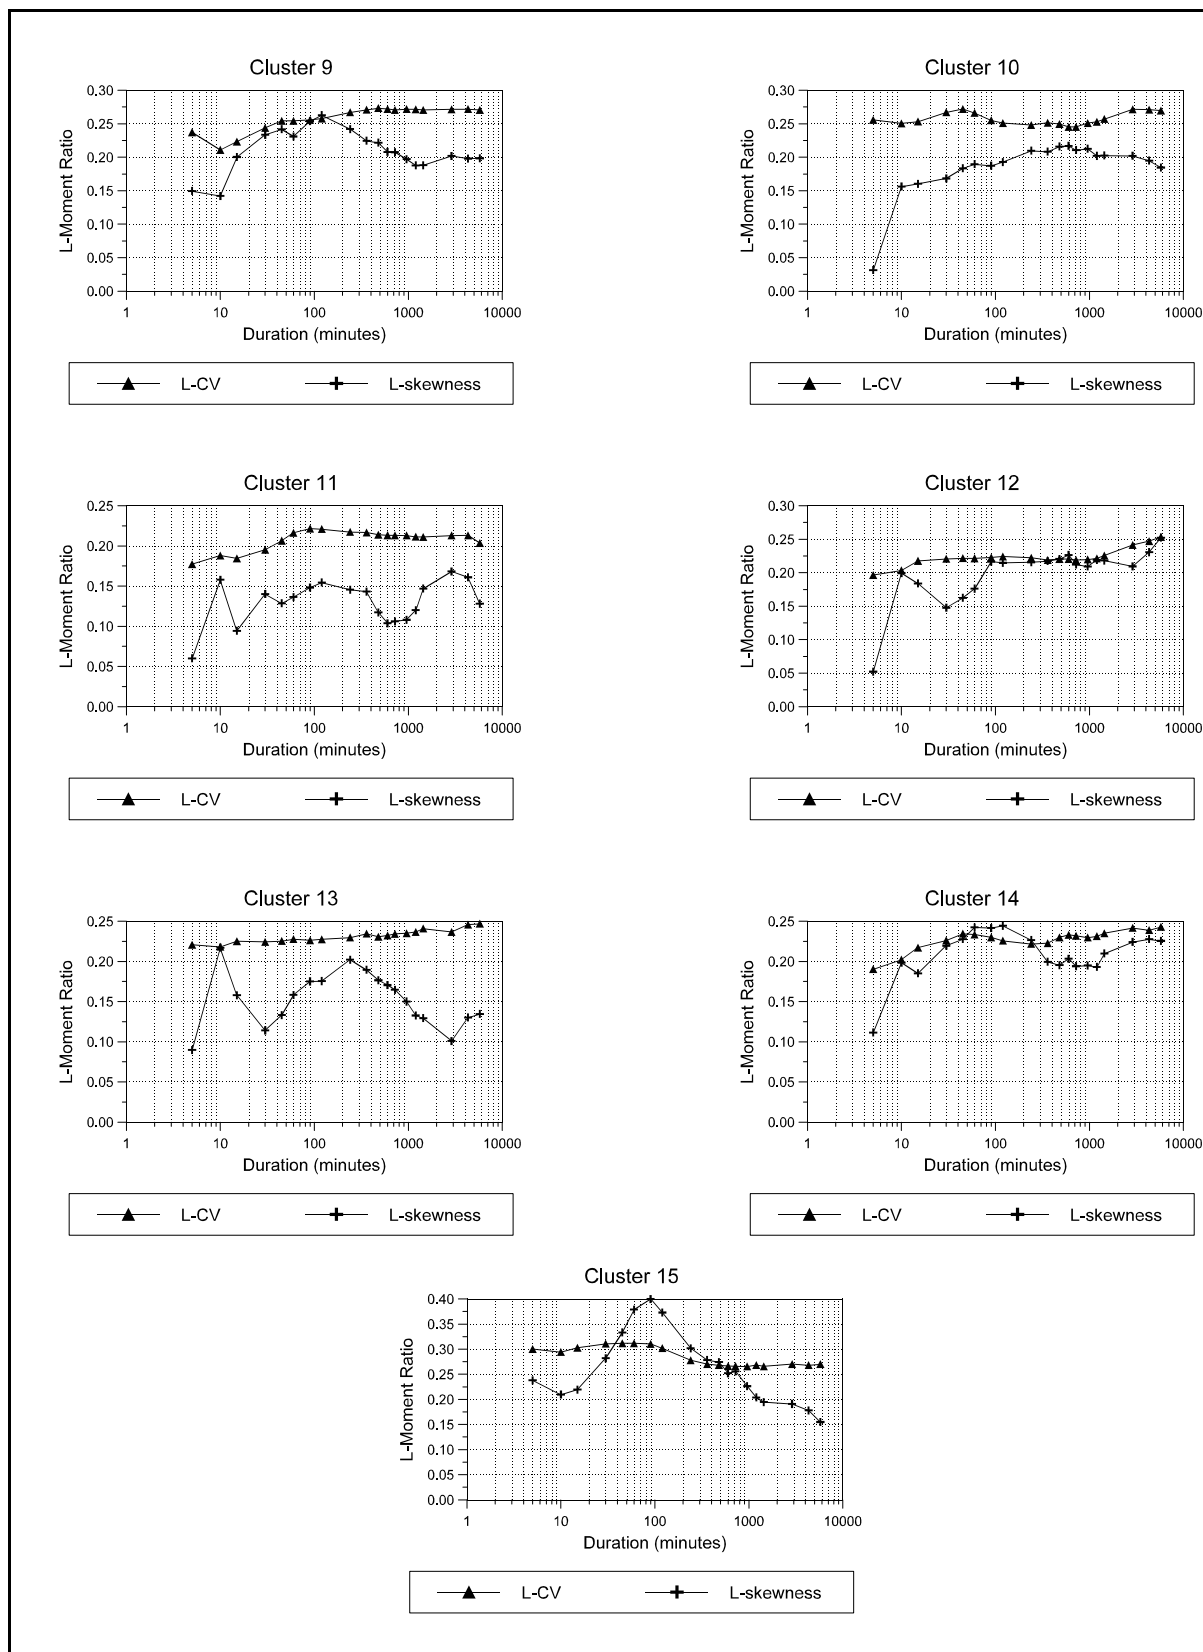 Cluster 9
Cluster 10
0.30
0.25
0.20
0.15
0.10
0.05
0.00
L-Moment Ratio
1 10 100 1000 10000
Duration (minutes)
L-CV L-skewness
0.30
0.25
0.20
0.15
0.10
0.05
0.00
L-Moment Ratio
1 10 100 1000 10000
Duration (minutes)
L-CV L-skewness
Cluster 11
Cluster 12
0.25
0.20
0.15
0.10
0.05
0.00
L-Moment Ratio
1 10 100 1000 10000
Duration (minutes)
L-CV L-skewness
0.30
0.25
0.20
0.15
0.10
0.05
0.00
L-Moment Ratio
1 10 100 1000 10000
Duration (minutes)
L-CV L-skewness
Cluster 13
Cluster 14
0.25
0.20
0.15
0.10
0.05
0.00
L-Moment Ratio
1 10 100 1000 10000
Duration (minutes)
L-CV L-skewness
0.25
0.20
0.15
0.10
0.05
0.00
L-Moment Ratio
1 10 100 1000 10000
Duration (minutes)
L-CV L-skewness
Cluster 15
0.40
0.35
0.30
0.25
0.20
0.15
0.10
0.05
0.00
L-Moment Ratio
1 10 100 1000 10000
Duration (minutes)
L-CV L-skewness